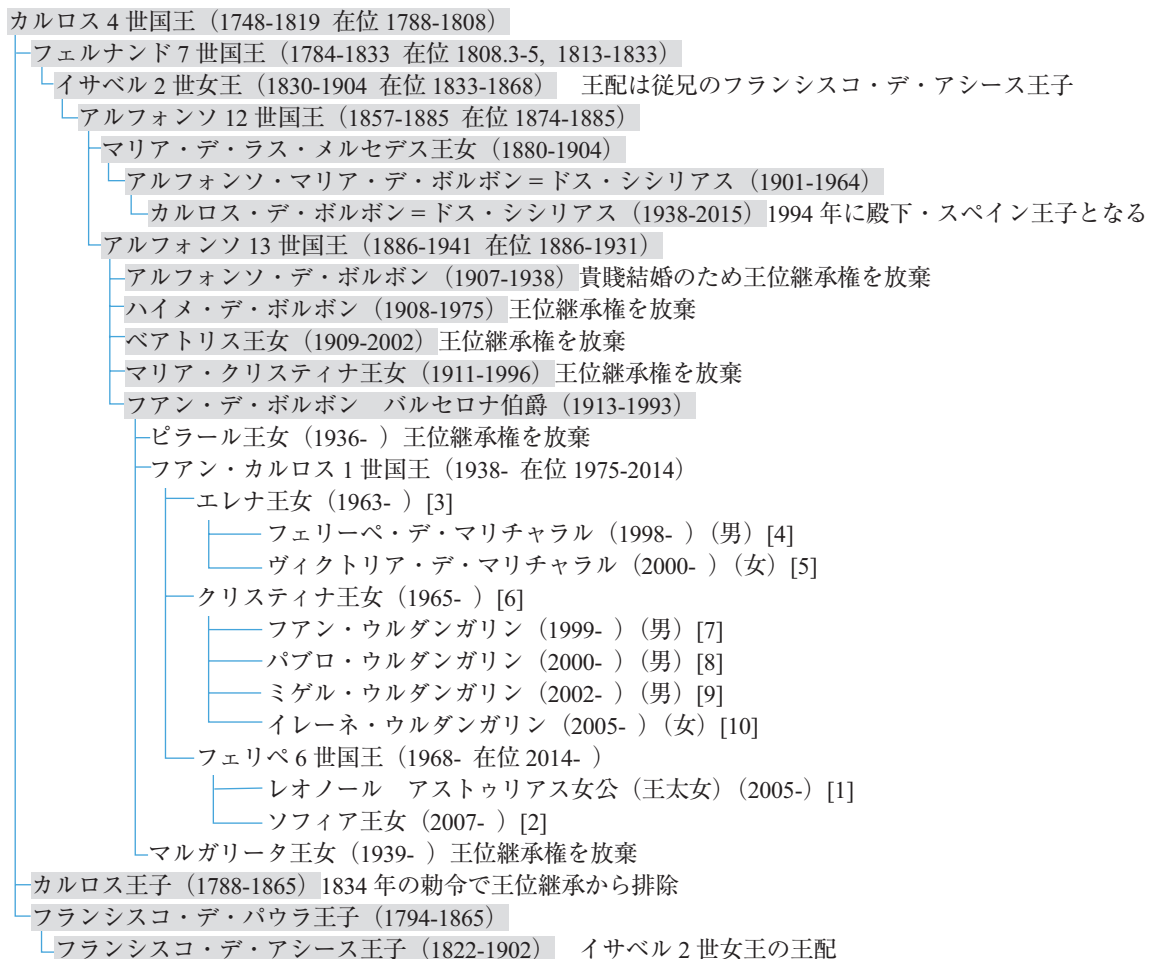 カルロス 4 世国王（1748-1819 在位 1788-1808）
フェルナンド 7 世国王（1784-1833 在位 1808.3-5, 1813-1833）
イサベル 2 世女王（1830-1904 在位 1833-1868） 王配は従兄のフランシスコ・デ・アシース王子
アルフォンソ 12 世国王（1857-1885 在位 1874-1885）
マリア・デ・ラス・メルセデス王女（1880-1904）
アルフォンソ・マリア・デ・ボルボン＝ドス・シシリアス（1901-1964）
カルロス・デ・ボルボン＝ドス・シシリアス（1938-2015）1994 年に殿下・スペイン王子となる
アルフォンソ 13 世国王（1886-1941 在位 1886-1931）
アルフォンソ・デ・ボルボン（1907-1938）貴賤結婚のため王位継承権を放棄
ハイメ・デ・ボルボン（1908-1975）王位継承権を放棄
ベアトリス王女（1909-2002）王位継承権を放棄
マリア・クリスティナ王女（1911-1996）王位継承権を放棄
フアン・デ・ボルボン バルセロナ伯爵（1913-1993）
ピラール王女（1936- ）王位継承権を放棄
フアン・カルロス 1 世国王（1938- 在位 1975-2014）
エレナ王女（1963- ）[3]
フェリーペ・デ・マリチャラル（1998- ）（男）[4]
ヴィクトリア・デ・マリチャラル（2000- ）（女）[5]
クリスティナ王女（1965- ）[6]
フアン・ウルダンガリン（1999- ）（男）[7]
パブロ・ウルダンガリン（2000- ）（男）[8]
ミゲル・ウルダンガリン（2002- ）（男）[9]
イレーネ・ウルダンガリン（2005- ）（女）[10]
フェリペ 6 世国王（1968- 在位 2014- ）
レオノール アストゥリアス女公（王太女）（2005-）[1]
ソフィア王女（2007- ）[2]
マルガリータ王女（1939- ）王位継承権を放棄
カルロス王子（1788-1865）1834 年の勅令で王位継承から排除
フランシスコ・デ・パウラ王子（1794-1865）
フランシスコ・デ・アシース王子（1822-1902） イサベル 2 世女王の王配